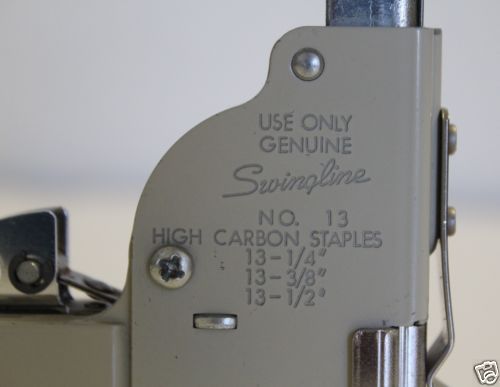 USE ONLY
GENUINE
Swingline
NO. 13
HIGH CARBON STAPLES
13-1/4"
13-3/8"
13-1/2"